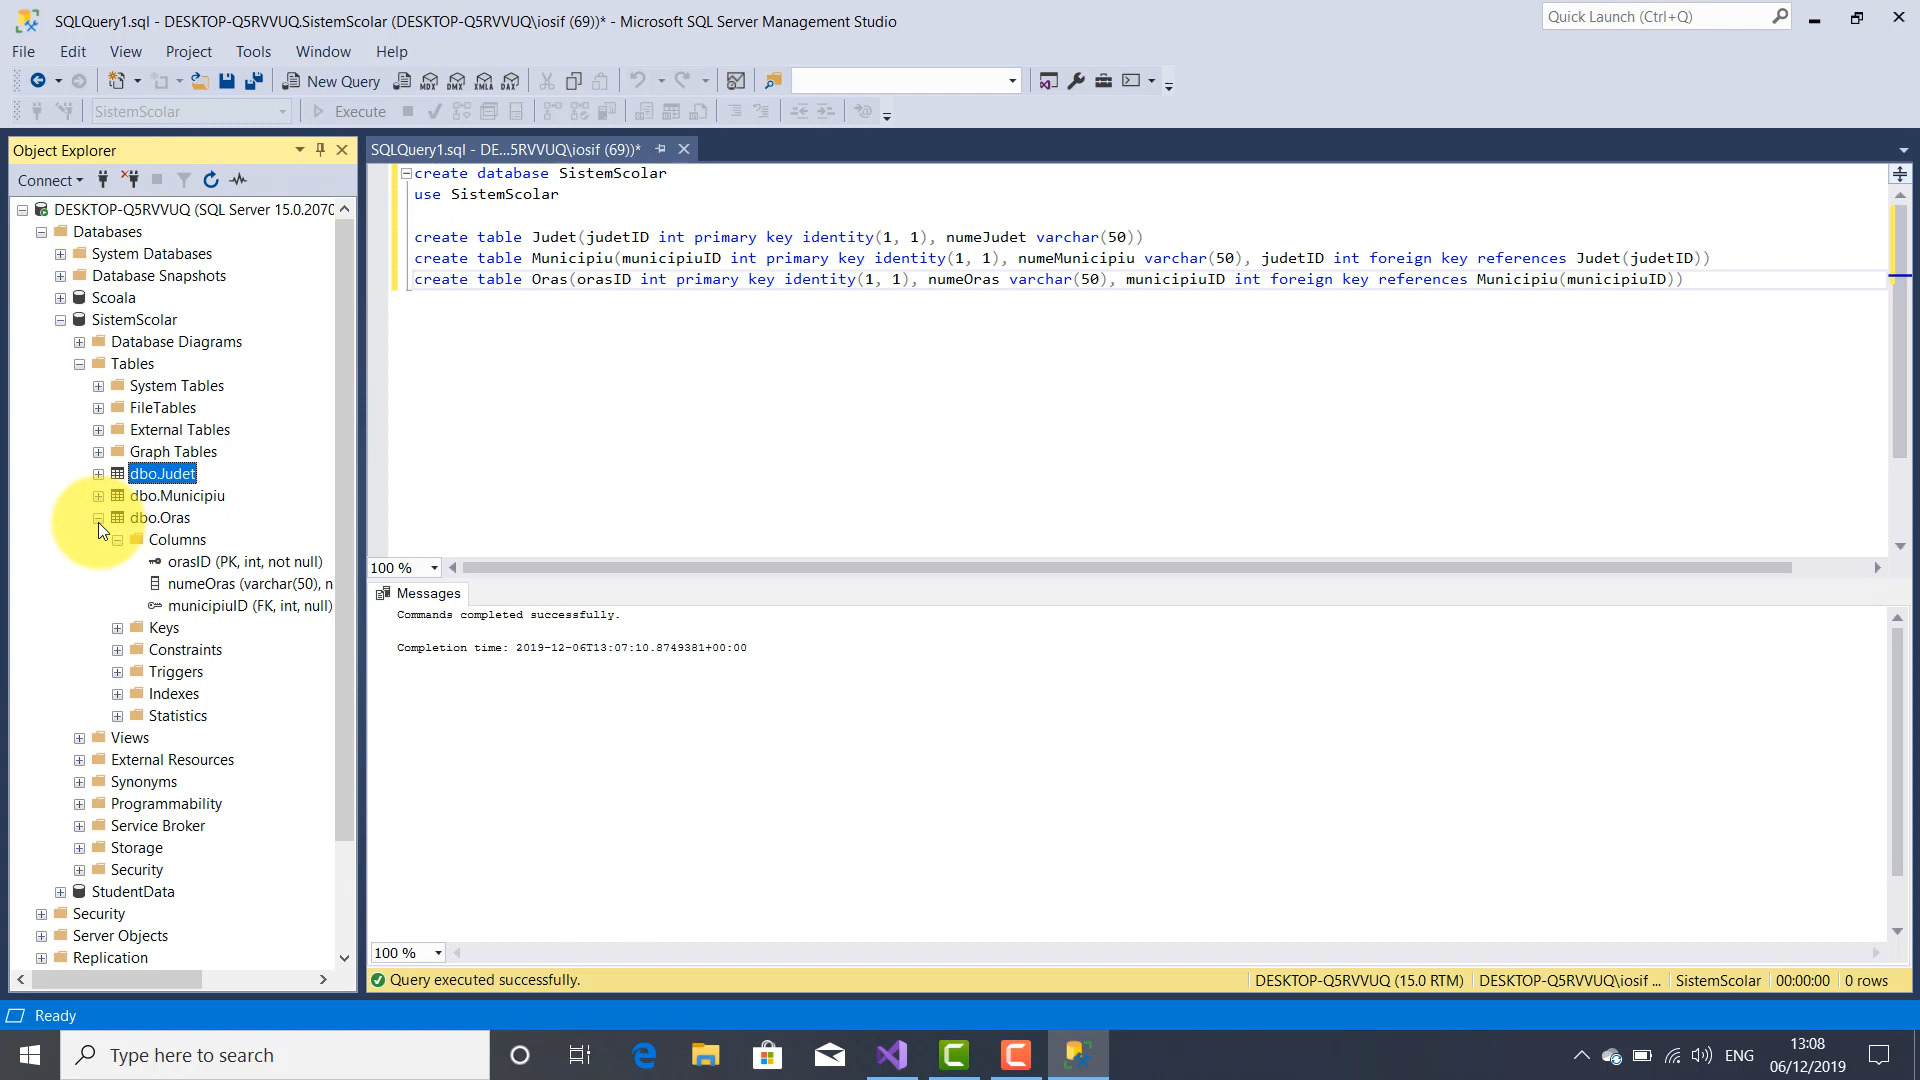 SQLQuery1.sql - DESKTOP-Q5RVVUQ.SistemScolar (DESKTOP-Q5RVVUQ\iosif (69))* - Microsoft SQL Server Management Studio
Quick Launch (Ctrl+Q)
File Edit View Project Tools Window Help
New Query
MDX DMX XMLA DAX
SistemScolar
Execute
Object Explorer
SQLQuery1.sql - DE...5RVVUQ\iosif (69))*
Connect
DESKTOP-Q5RVVUQ (SQL Server 15.0.2070
Databases
System Databases
Database Snapshots
Scoala
SistemScolar
Database Diagrams
Tables
System Tables
FileTables
External Tables
Graph Tables
dbo.Judet
dbo.Municipiu
dbo.Oras
Columns
orasID (PK, int, not null)
numeOras (varchar(50), n
municipiuID (FK, int, null)
Keys
Constraints
Triggers
Indexes
Statistics
Views
External Resources
Synonyms
Programmability
Service Broker
Storage
Security
StudentData
Security
Server Objects
Replication
create database SistemScolar
use SistemScolar
create table Judet(judetID int primary key identity(1, 1), numeJudet varchar(50))
create table Municipiu(municipiuID int primary key identity(1, 1), numeMunicipiu varchar(50), judetID int foreign key references Judet(judetID))
create table Oras(orasID int primary key identity(1, 1), numeOras varchar(50), municipiuID int foreign key references Municipiu(municipiuID))
100 %
Messages
Commands completed successfully.
Completion time: 2019-12-06T13:07:10.8749381+00:00
100 %
Query executed successfully.
DESKTOP-Q5RVVUQ (15.0 RTM)
DESKTOP-Q5RVVUQ\iosif ...
SistemScolar
00:00:00
0 rows
Ready
Type here to search
ENG
13:08
06/12/2019